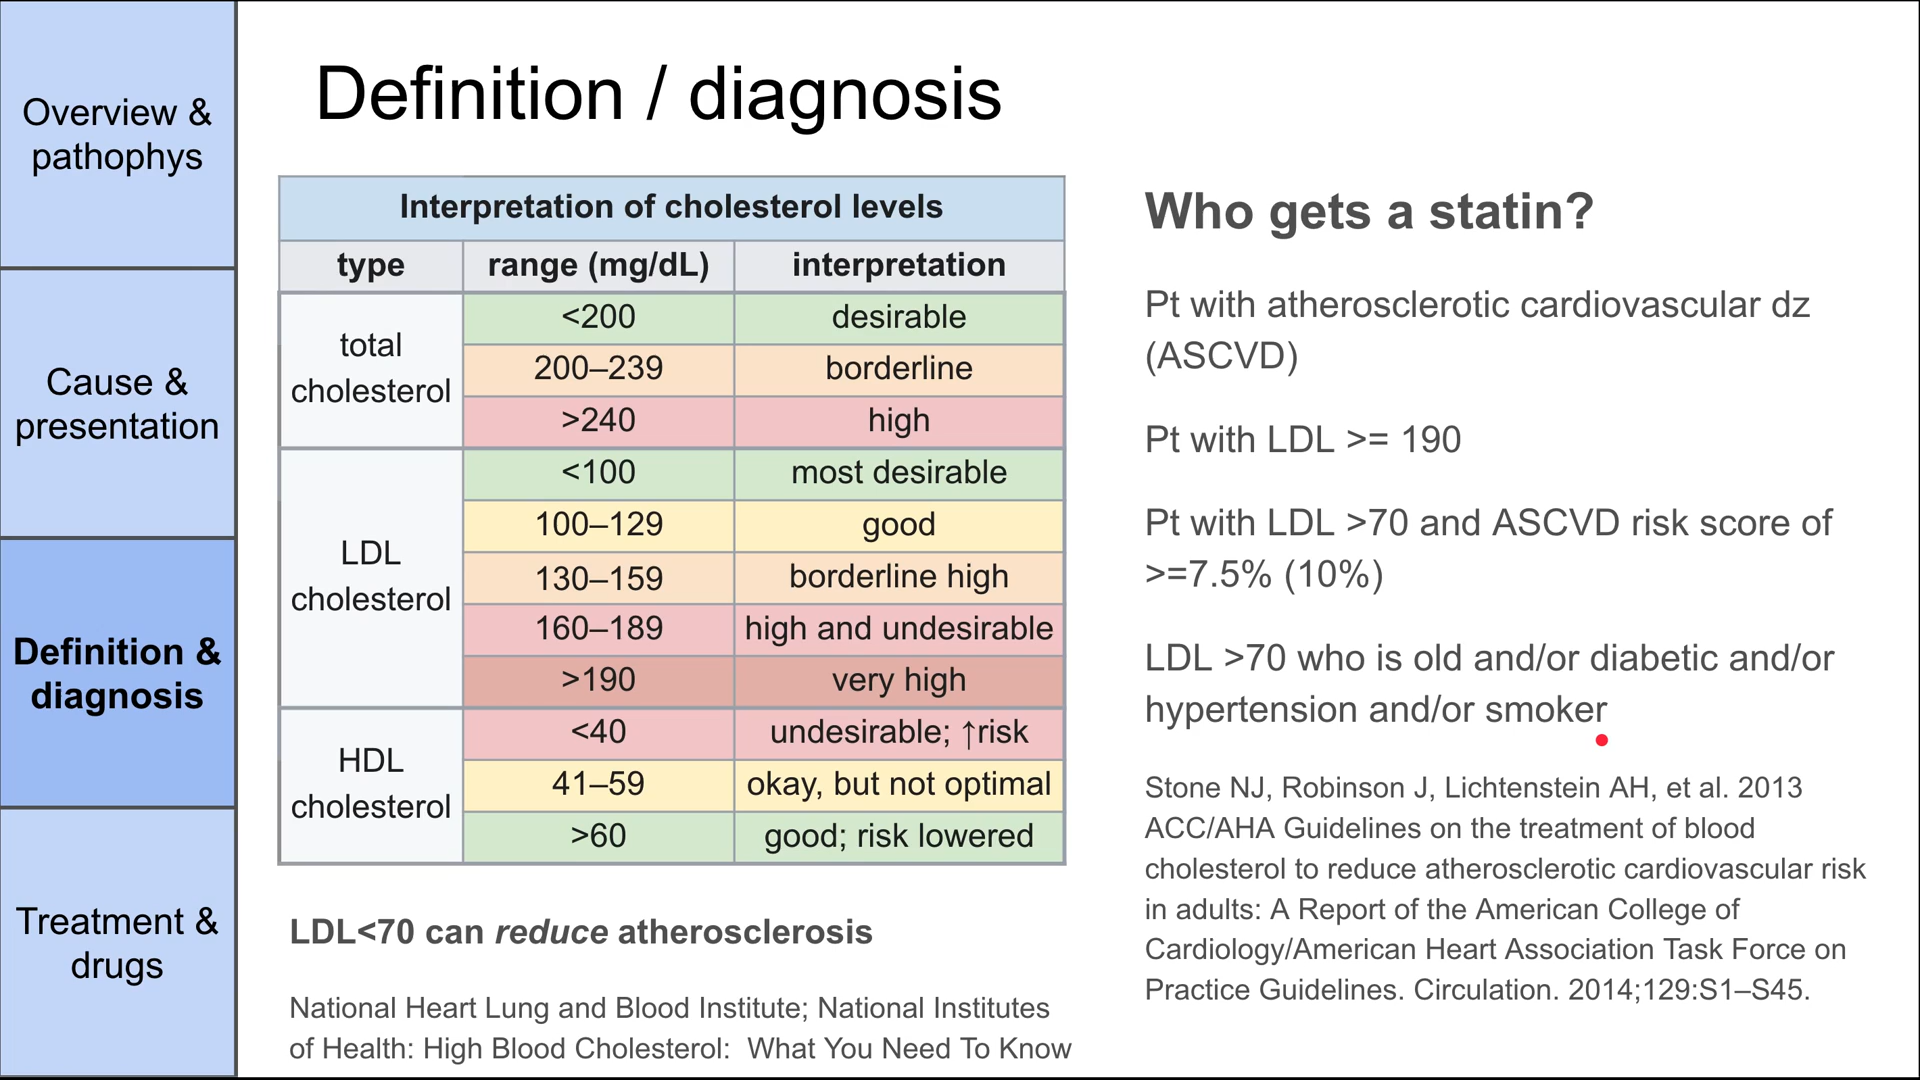 Overview &
pathophys
Cause &
presentation
Definition &
diagnosis
Treatment &
drugs
Definition / diagnosis
Interpretation of cholesterol levels
type range (mg/dL) interpretation
total
cholesterol
<200 desirable
200–239 borderline
>240 high
LDL
cholesterol
<100 most desirable
100–129 good
130–159 borderline high
160–189 high and undesirable
>190 very high
HDL
cholesterol
<40 undesirable; ↑risk
41–59 okay, but not optimal
>60 good; risk lowered
LDL<70 can reduce atherosclerosis
National Heart Lung and Blood Institute; National Institutes
of Health: High Blood Cholesterol:  What You Need To Know
Who gets a statin?
Pt with atherosclerotic cardiovascular dz
(ASCVD)
Pt with LDL >= 190
Pt with LDL >70 and ASCVD risk score of
>=7.5% (10%)
LDL >70 who is old and/or diabetic and/or
hypertension and/or smoker
Stone NJ, Robinson J, Lichtenstein AH, et al. 2013
ACC/AHA Guidelines on the treatment of blood
cholesterol to reduce atherosclerotic cardiovascular risk
in adults: A Report of the American College of
Cardiology/American Heart Association Task Force on
Practice Guidelines. Circulation. 2014;129:S1–S45.